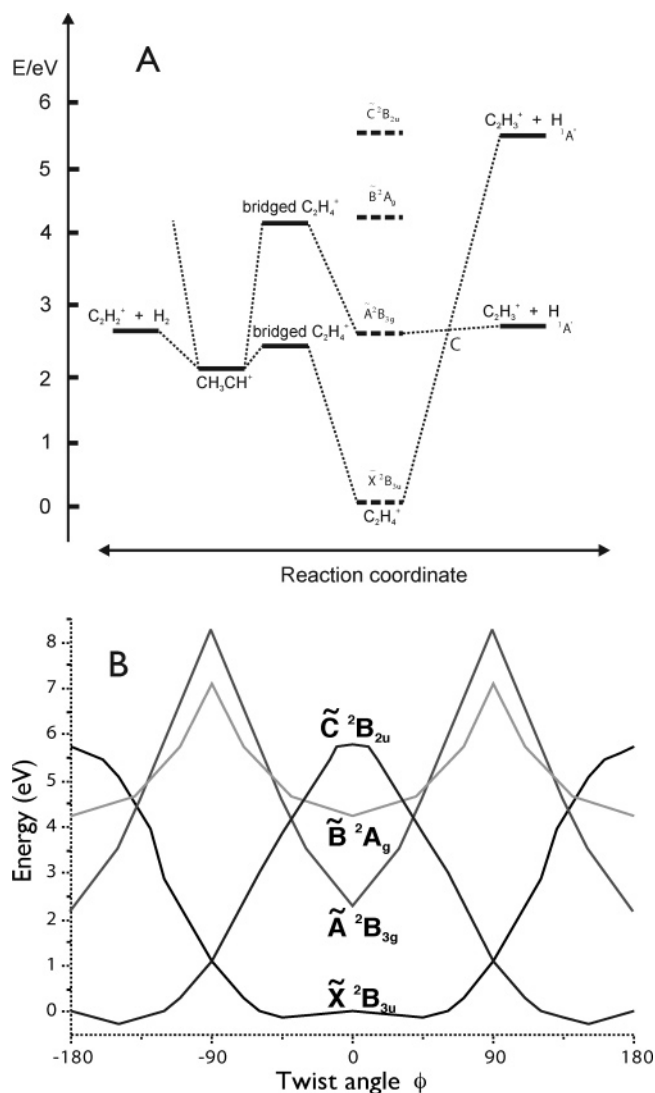 A
E/eV
6
5
4
3
2
1
0
C̃ ²B₂ᵤ
B̃ ²A_g
C₂H₃⁺ + H ¹A'
bridged C₂H₄⁺
C₂H₂⁺ + H₂
Ã ²B₃g
C₂H₃⁺ + H ¹A'
bridged C₂H₄⁺
C
CH₃CH⁺
X̃ ²B₃ᵤ
C₂H₄⁺
Reaction coordinate
B
Energy (eV)
8
7
6
5
4
3
2
1
0
C̃ ²B₂ᵤ
B̃ ²A_g
Ã ²B₃g
X̃ ²B₃ᵤ
-180 -90 0 90 180
Twist angle ϕ